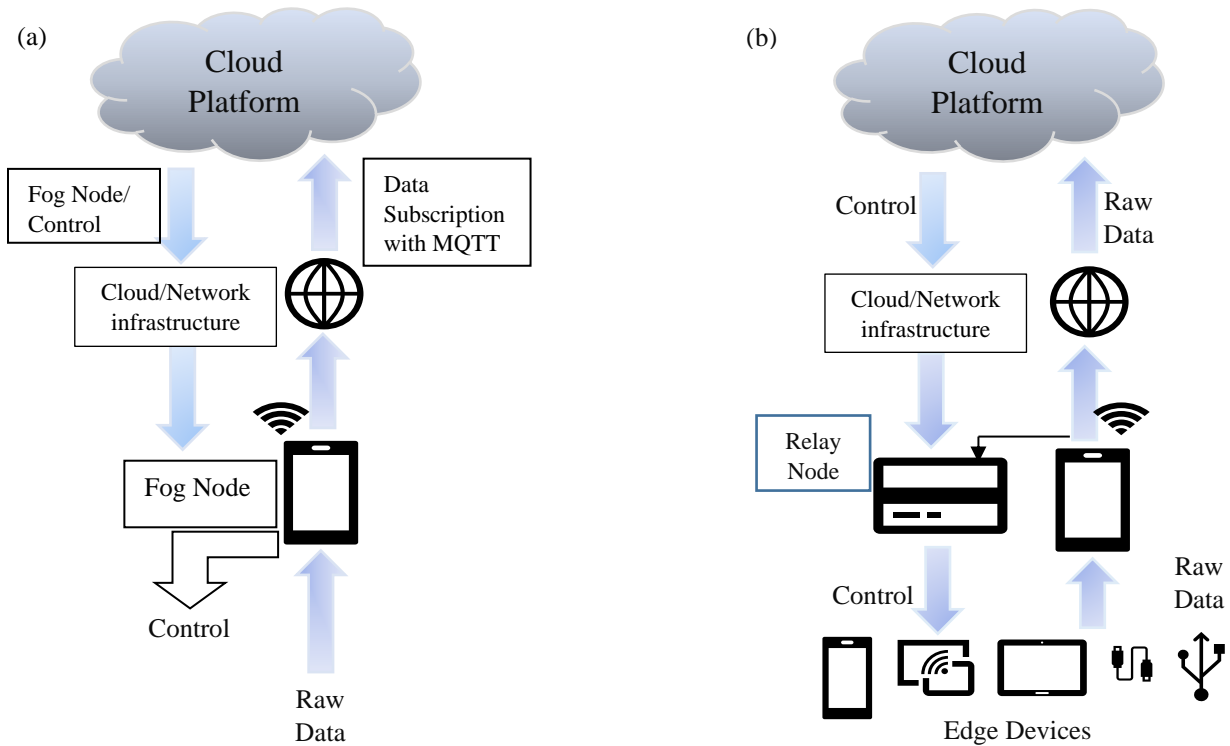 (a)
Cloud
Platform
Fog Node/
Control
Data
Subscription
with MQTT
Cloud/Network
infrastructure
Fog Node
Control
Raw
Data
(b)
Cloud
Platform
Control
Raw
Data
Cloud/Network
infrastructure
Relay
Node
Control
Raw
Data
Edge Devices